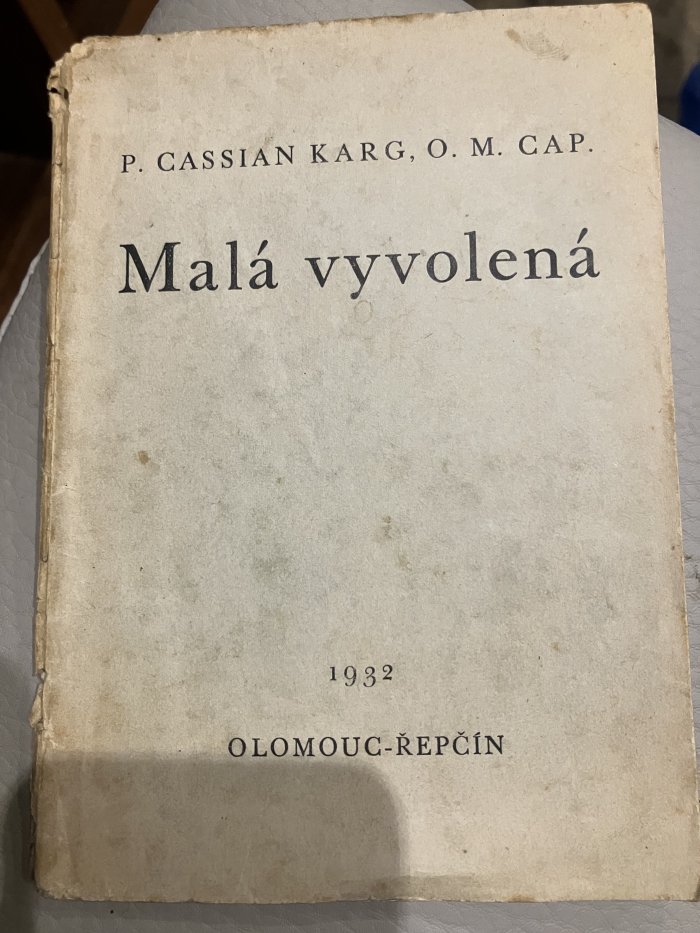 P. CASSIAN KARG, O. M. CAP.
Malá vyvolená
1932
OLOMOUC-ŘEPČÍN